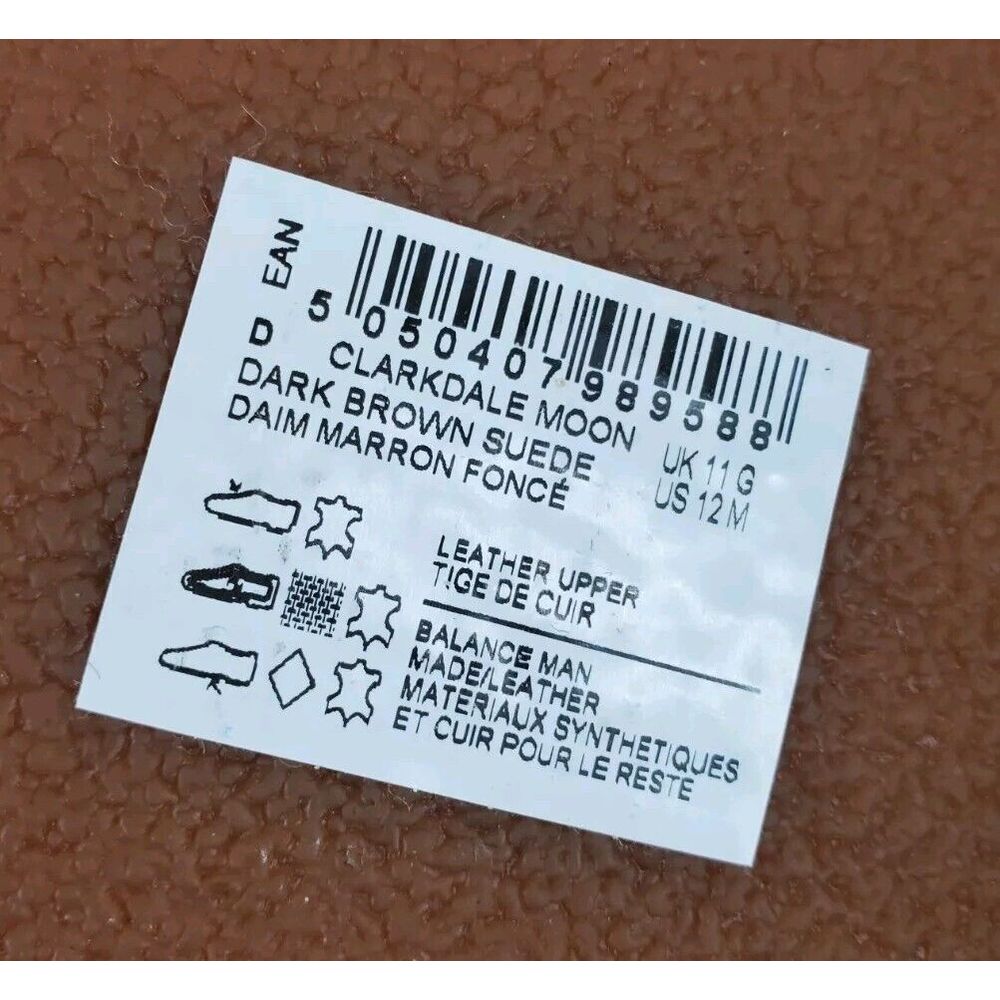 EAN
5 050407 989588
D CLARKDALE MOON
DARK BROWN SUEDE UK 11 G
DAIM MARRON FONCÉ US 12 M
LEATHER UPPER
TIGE DE CUIR
BALANCE MAN
MADE/LEATHER
MATERIAUX SYNTHETIQUES
ET CUIR POUR LE RESTE